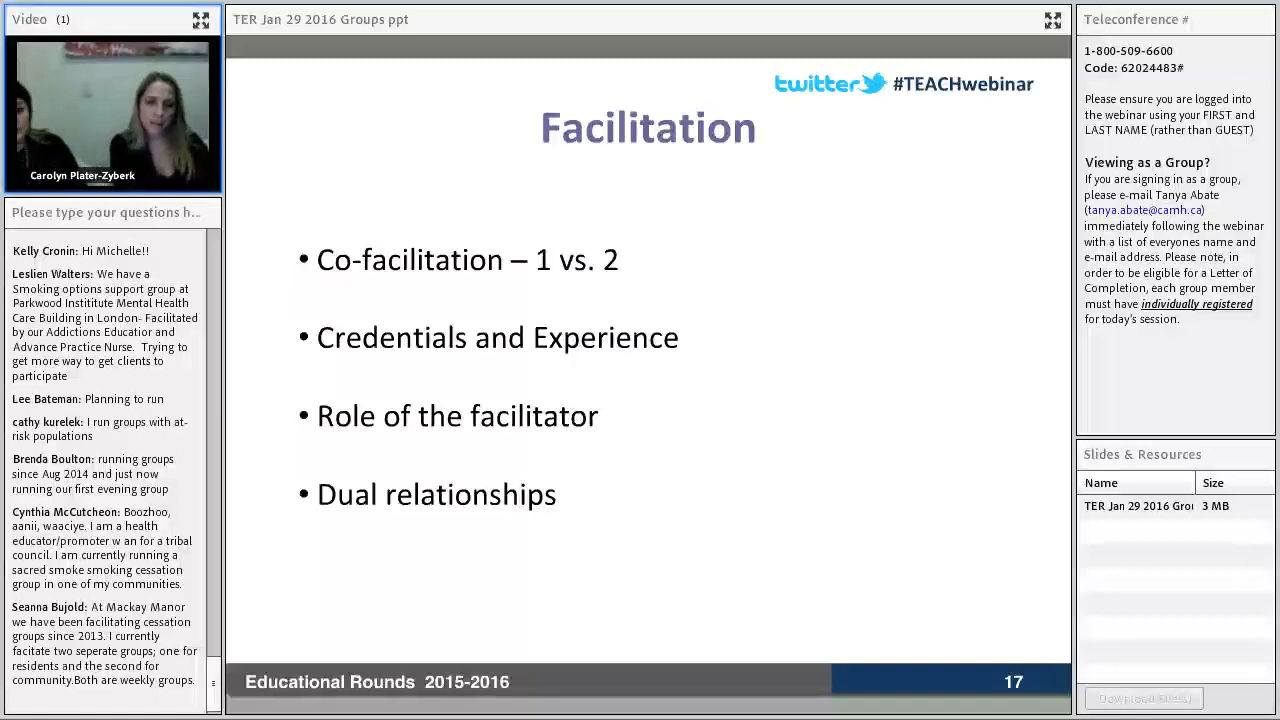 Video (1)
Carolyn Plater-Zyberk
Please type your questions h...
Kelly Cronin: Hi Michelle!!
Leslien Walters: We have a
Smoking options support group at
Parkwood Instititute Mental Health
Care Building in London- Facilitated
by our Addictions Educatior and
Advance Practice Nurse. Trying to
get more way to get clients to
participate
Lee Bateman: Planning to run
cathy kurelek: I run groups with at-
risk populations
Brenda Boulton: running groups
since Aug 2014 and just now
running our first evening group
Cynthia McCutcheon: Boozhoo,
aanii, waaciye. I am a health
educator/promoter w an for a tribal
council. I am currently running a
sacred smoke smoking cessation
group in one of my communities.
Seanna Bujold: At Mackay Manor
we have been facilitating cessation
groups since 2013. I currently
facitate two seperate groups; one for
residents and the second for
community.Both are weekly groups.
TER Jan 29 2016 Groups ppt
twitter #TEACHwebinar
Facilitation
• Co-facilitation – 1 vs. 2
• Credentials and Experience
• Role of the facilitator
• Dual relationships
Educational Rounds 2015-2016
17
Teleconference #
1-800-509-6600
Code: 62024483#
Please ensure you are logged into
the webinar using your FIRST and
LAST NAME (rather than GUEST)
Viewing as a Group?
If you are signing in as a group,
please e-mail Tanya Abate
(tanya.abate@camh.ca)
immediately following the webinar
with a list of everyones name and
e-mail address. Please note, in
order to be eligible for a Letter of
Completion, each group member
must have individually registered
for today's session.
Slides & Resources
Name Size
TER Jan 29 2016 Grou 3 MB
Download File(s)